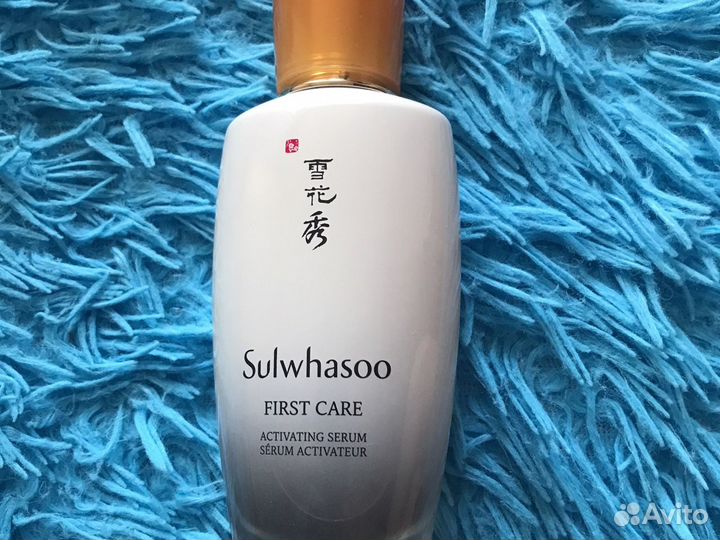 雪花秀
Sulwhasoo
FIRST CARE
ACTIVATING SERUM
SÉRUM ACTIVATEUR
Avito